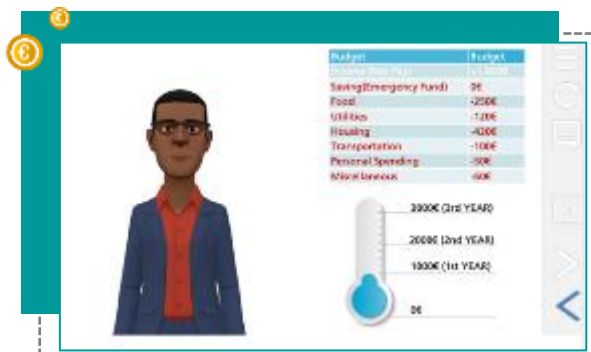 Budget Budget
Income
Saving(Emergency Fund) 0€
Food -250€
Utilities -120€
Housing -420€
Transportation -100€
Personal Spending -50€
Miscellaneous -60€
3000€ (3rd YEAR)
2000€ (2nd YEAR)
1000€ (1st YEAR)
0€